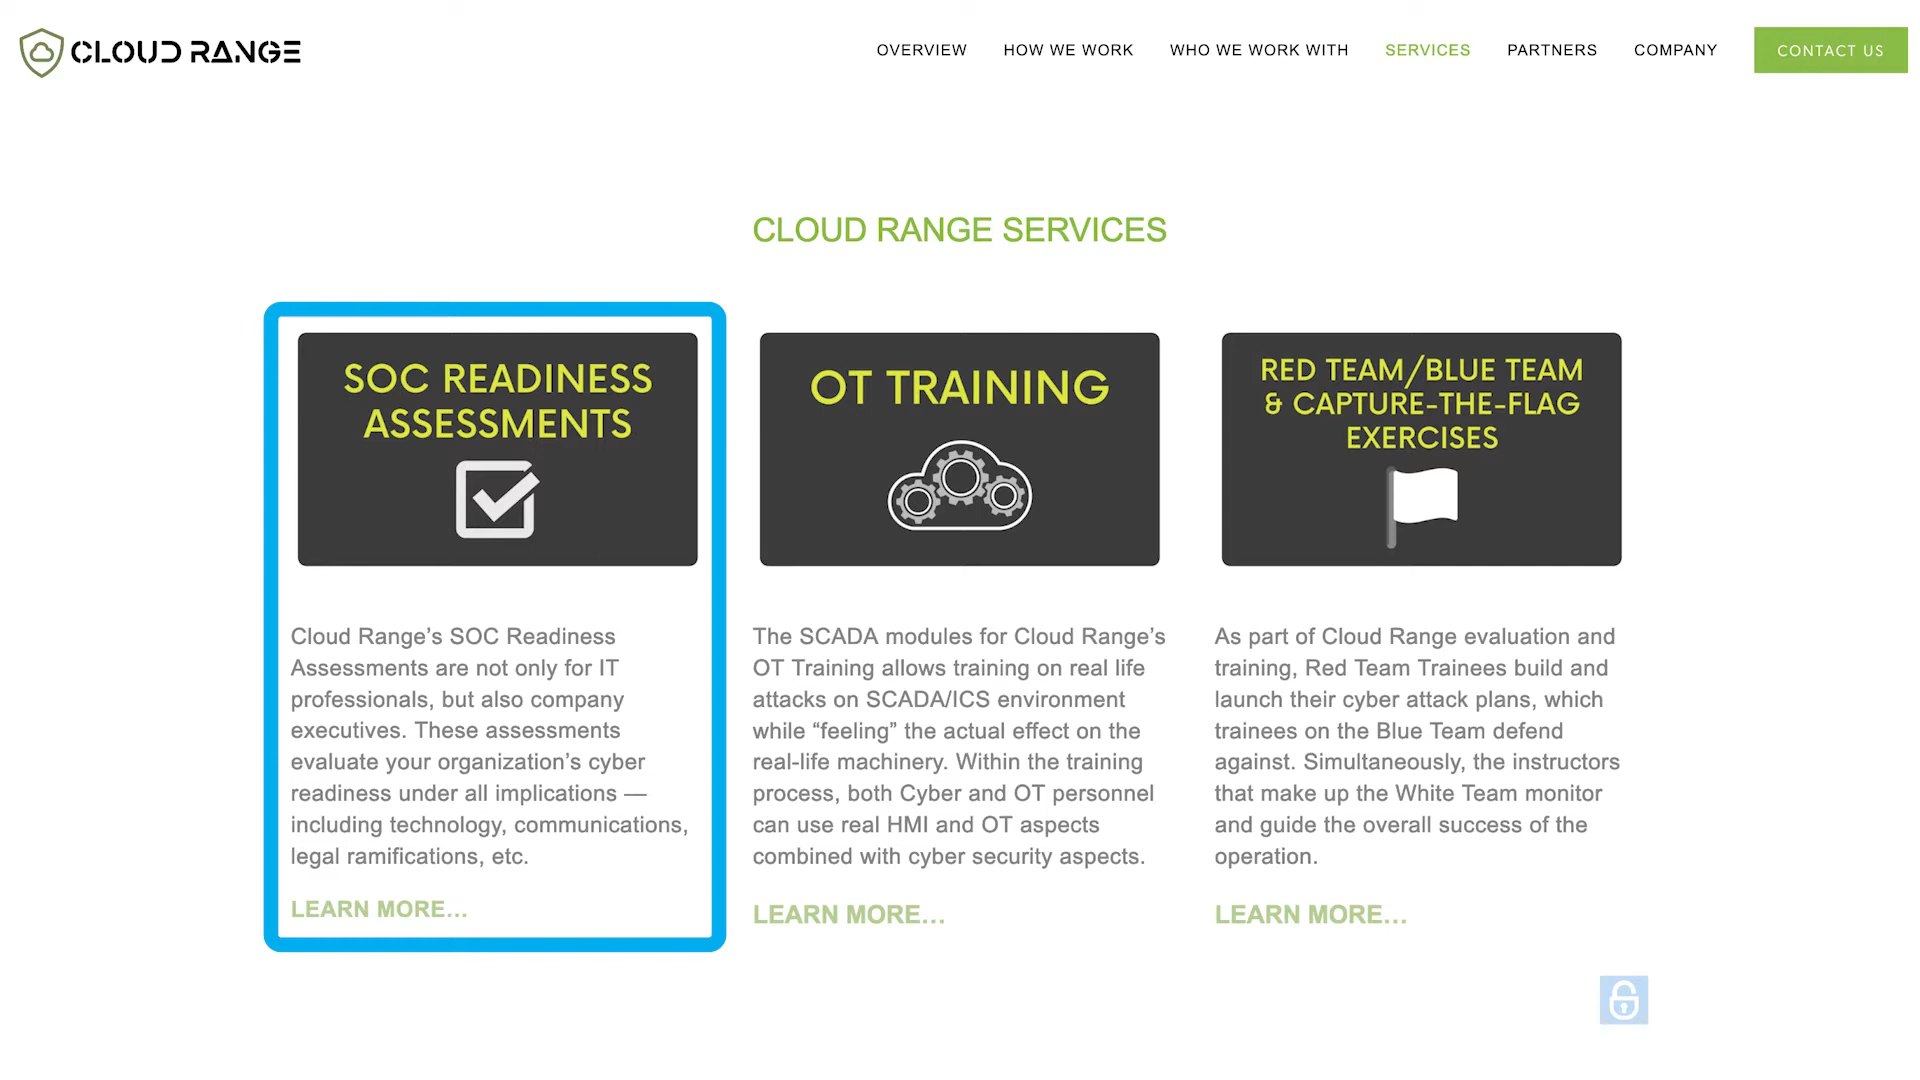 CLOUD RANGE
OVERVIEW
HOW WE WORK
WHO WE WORK WITH
SERVICES
PARTNERS
COMPANY
CONTACT US
CLOUD RANGE SERVICES
SOC READINESS
ASSESSMENTS
Cloud Range’s SOC Readiness
Assessments are not only for IT
professionals, but also company
executives. These assessments
evaluate your organization’s cyber
readiness under all implications —
including technology, communications,
legal ramifications, etc.
LEARN MORE...
OT TRAINING
The SCADA modules for Cloud Range’s
OT Training allows training on real life
attacks on SCADA/ICS environment
while “feeling” the actual effect on the
real-life machinery. Within the training
process, both Cyber and OT personnel
can use real HMI and OT aspects
combined with cyber security aspects.
LEARN MORE...
RED TEAM/BLUE TEAM
& CAPTURE-THE-FLAG
EXERCISES
As part of Cloud Range evaluation and
training, Red Team Trainees build and
launch their cyber attack plans, which
trainees on the Blue Team defend
against. Simultaneously, the instructors
that make up the White Team monitor
and guide the overall success of the
operation.
LEARN MORE...